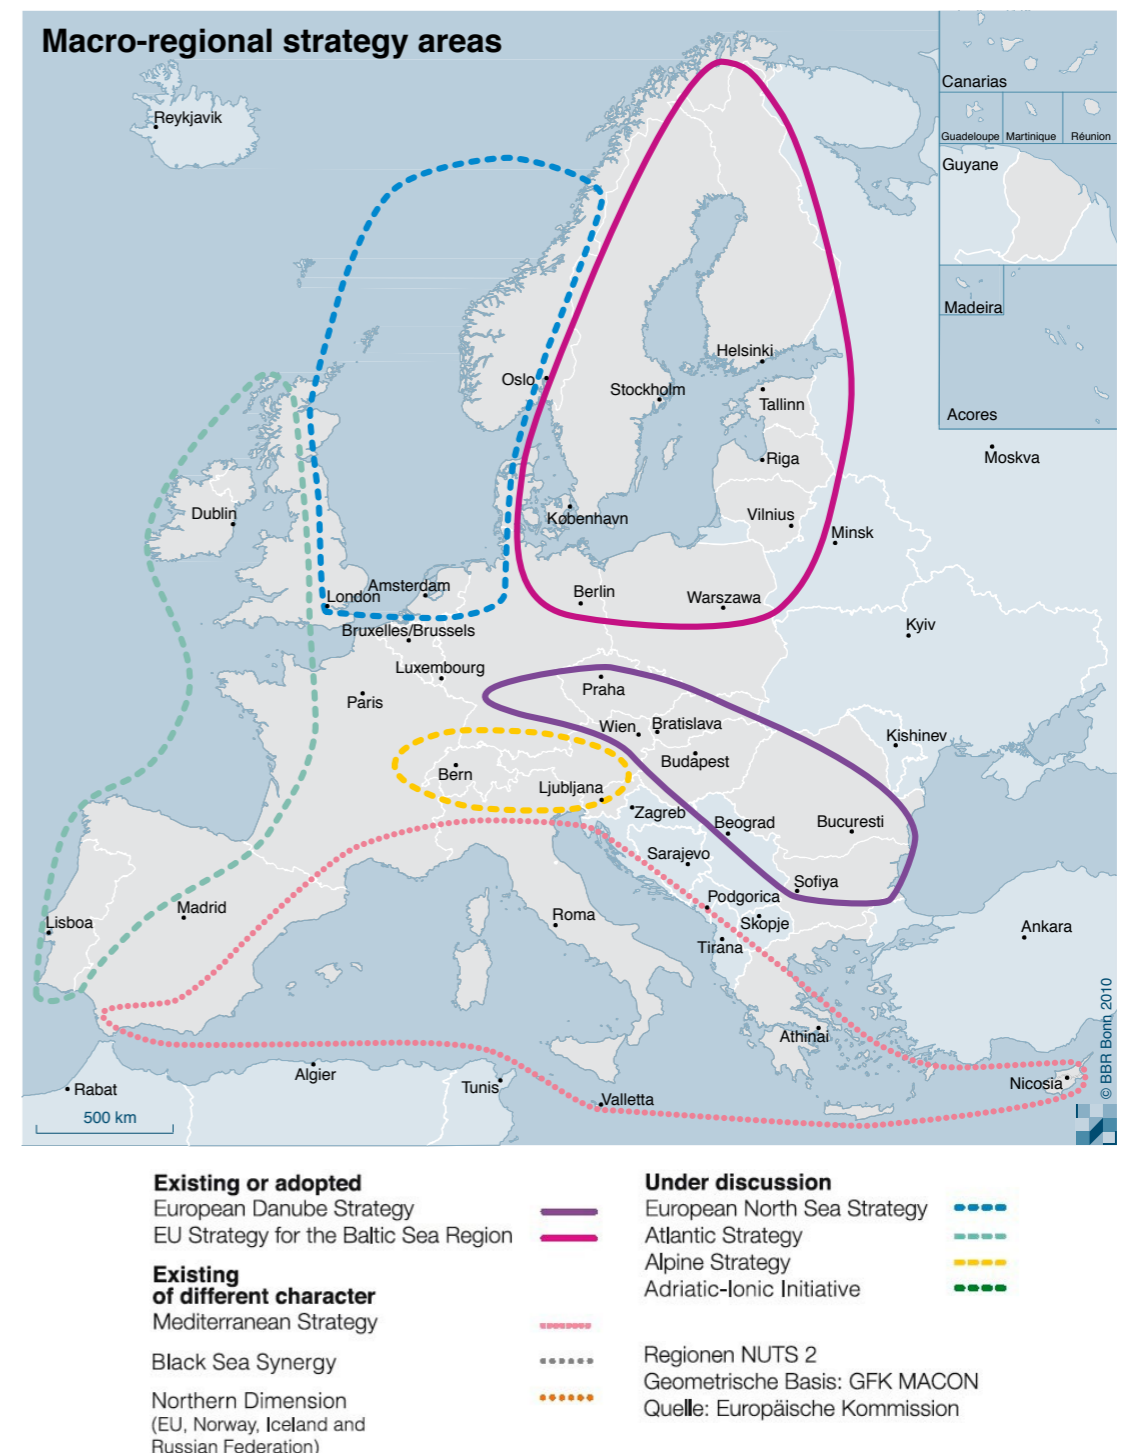 Macro-regional strategy areas
Reykjavik
Canarias
Guadeloupe
Martinique
Réunion
Guyane
Madeira
Acores
Helsinki
Oslo
Stockholm
Tallinn
Moskva
Riga
Dublin
København
Vilnius
Minsk
Amsterdam
Berlin
Warszawa
London
Kyiv
Bruxelles/Brussels
Luxembourg
Praha
Paris
Wien
Bratislava
Kishinev
Budapest
Bern
Ljubljana
Zagreb
Beograd
Bucuresti
Sarajevo
Sofiya
Podgorica
Madrid
Lisboa
Roma
Skopje
Ankara
Tirana
Athinai
Algier
Tunis
Nicosia
Rabat
Valletta
500 km
© BBR Bonn 2010
Existing or adopted
European Danube Strategy
EU Strategy for the Baltic Sea Region
Existing
of different character
Mediterranean Strategy
Black Sea Synergy
Northern Dimension
(EU, Norway, Iceland and
Russian Federation)
Under discussion
European North Sea Strategy
Atlantic Strategy
Alpine Strategy
Adriatic-Ionic Initiative
Regionen NUTS 2
Geometrische Basis: GFK MACON
Quelle: Europäische Kommission